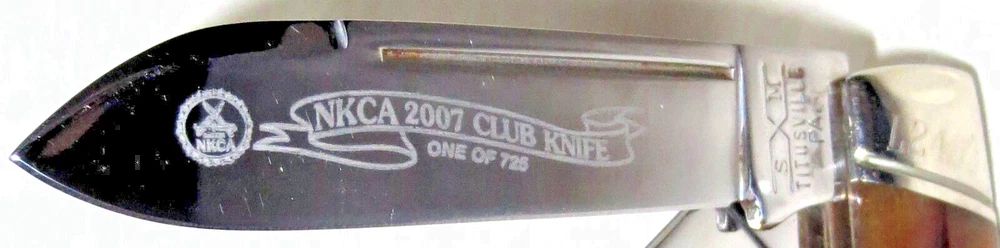 NKCA
NKCA 2007 CLUB KNIFE
ONE OF 725
TITUSVILLE
PA.